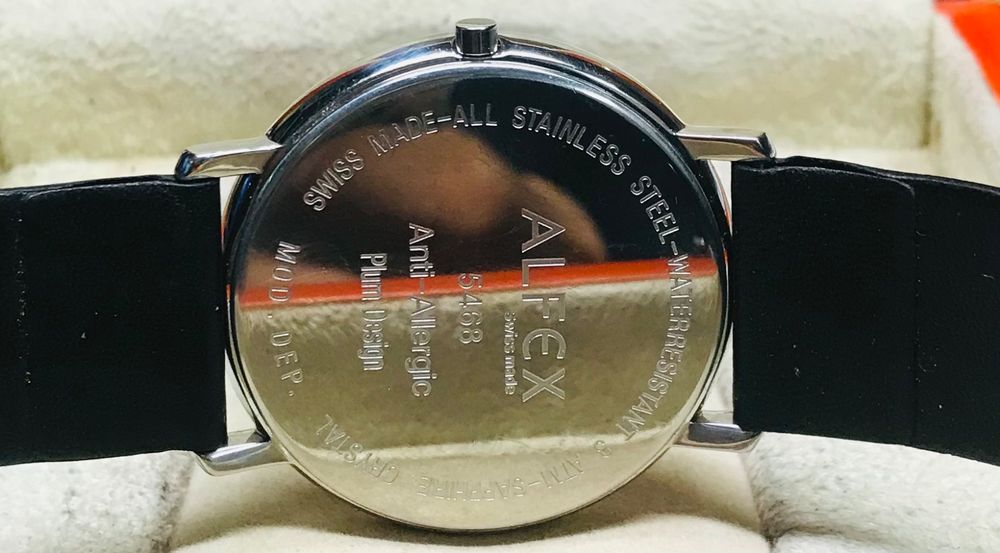 ALFEX
swiss made
5468
Anti-Allergic
Plum Design
SWISS MADE-ALL STAINLESS STEEL-WATERRESISTANT 3 ATM-SAPPHIRE CRYSTAL
MOD. DEP.